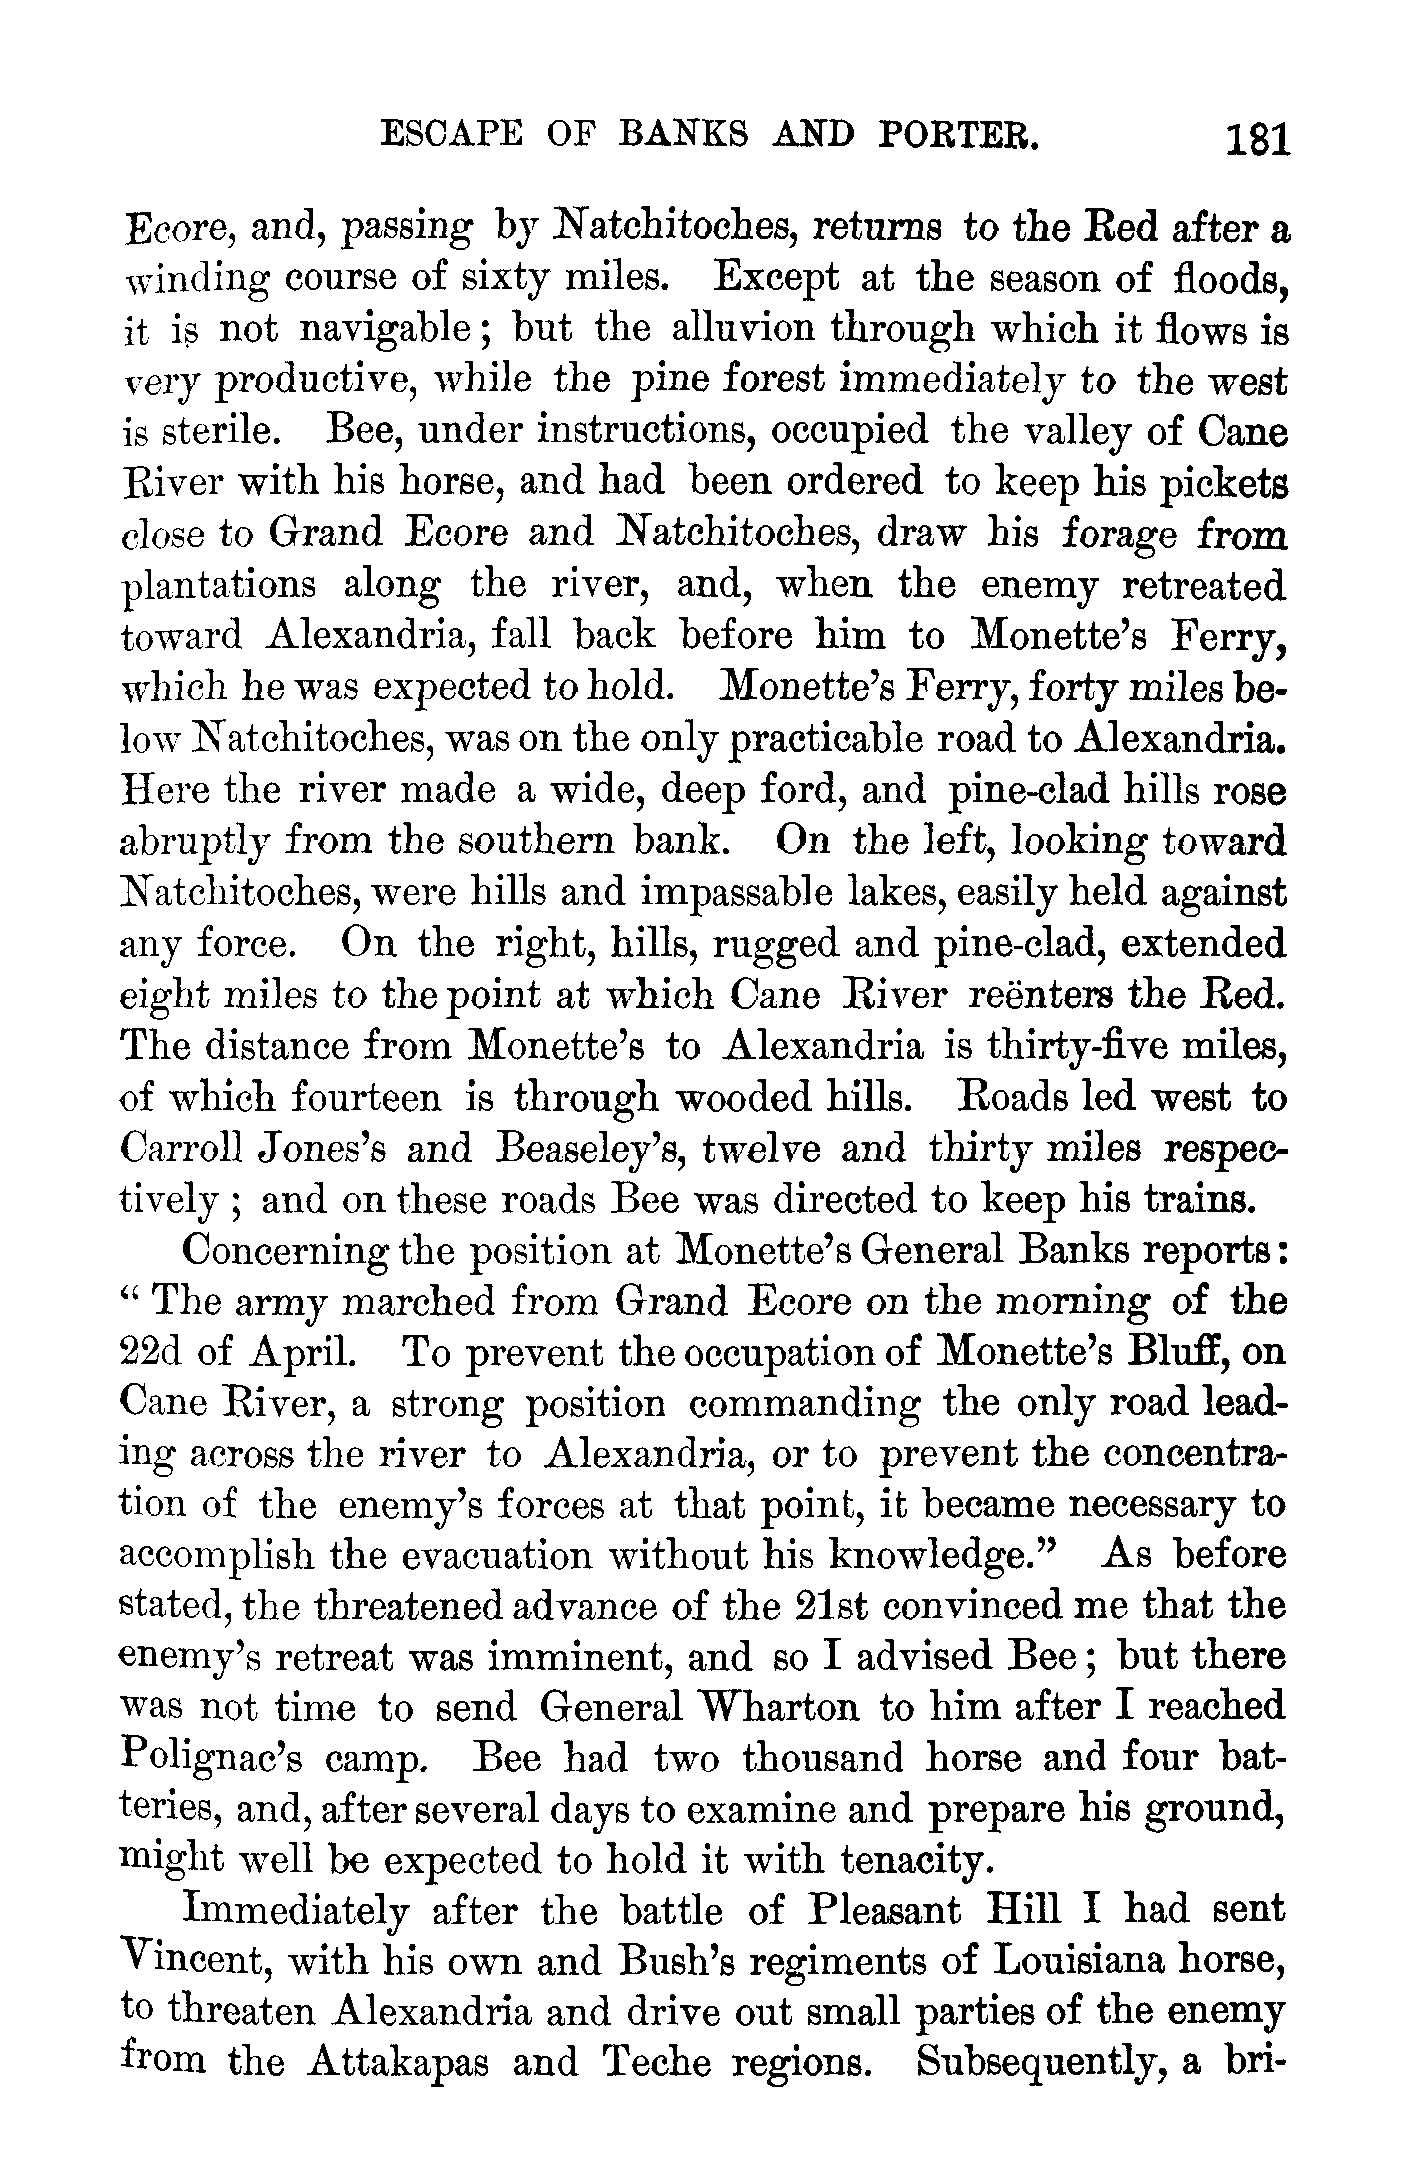 ESCAPE OF BANKS AND PORTER. 181
Ecore, and, passing by Natchitoches, returns to the Red after a
winding course of sixty miles. Except at the season of floods,
it is not navigable; but the alluvion through which it flows is
very productive, while the pine forest immediately to the west
is sterile. Bee, under instructions, occupied the valley of Cane
River with his horse, and had been ordered to keep his pickets
close to Grand Ecore and Natchitoches, draw his forage from
plantations along the river, and, when the enemy retreated
toward Alexandria, fall back before him to Monette's Ferry,
which he was expected to hold. Monette's Ferry, forty miles be-
low Natchitoches, was on the only practicable road to Alexandria.
Here the river made a wide, deep ford, and pine-clad hills rose
abruptly from the southern bank. On the left, looking toward
Natchitoches, were hills and impassable lakes, easily held against
any force. On the right, hills, rugged and pine-clad, extended
eight miles to the point at which Cane River reënters the Red.
The distance from Monette's to Alexandria is thirty-five miles,
of which fourteen is through wooded hills. Roads led west to
Carroll Jones's and Beaseley's, twelve and thirty miles respec-
tively; and on these roads Bee was directed to keep his trains.
Concerning the position at Monette's General Banks reports:
"The army marched from Grand Ecore on the morning of the
22d of April. To prevent the occupation of Monette's Bluff, on
Cane River, a strong position commanding the only road lead-
ing across the river to Alexandria, or to prevent the concentra-
tion of the enemy's forces at that point, it became necessary to
accomplish the evacuation without his knowledge." As before
stated, the threatened advance of the 21st convinced me that the
enemy's retreat was imminent, and so I advised Bee; but there
was not time to send General Wharton to him after I reached
Polignac's camp. Bee had two thousand horse and four bat-
teries, and, after several days to examine and prepare his ground,
might well be expected to hold it with tenacity.
Immediately after the battle of Pleasant Hill I had sent
Vincent, with his own and Bush's regiments of Louisiana horse,
to threaten Alexandria and drive out small parties of the enemy
from the Attakapas and Teche regions. Subsequently, a bri-